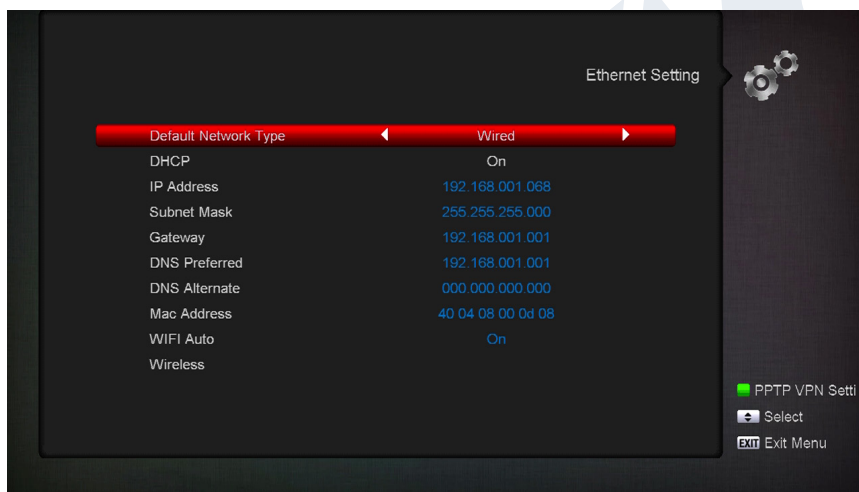 Ethernet Setting
Default Network Type Wired
DHCP On
IP Address 192.168.001.068
Subnet Mask 255.255.255.000
Gateway 192.168.001.001
DNS Preferred 192.168.001.001
DNS Alternate 000.000.000.000
Mac Address 40 04 08 00 0d 08
WIFI Auto On
Wireless
PPTP VPN Setti
Select
EXIT Exit Menu